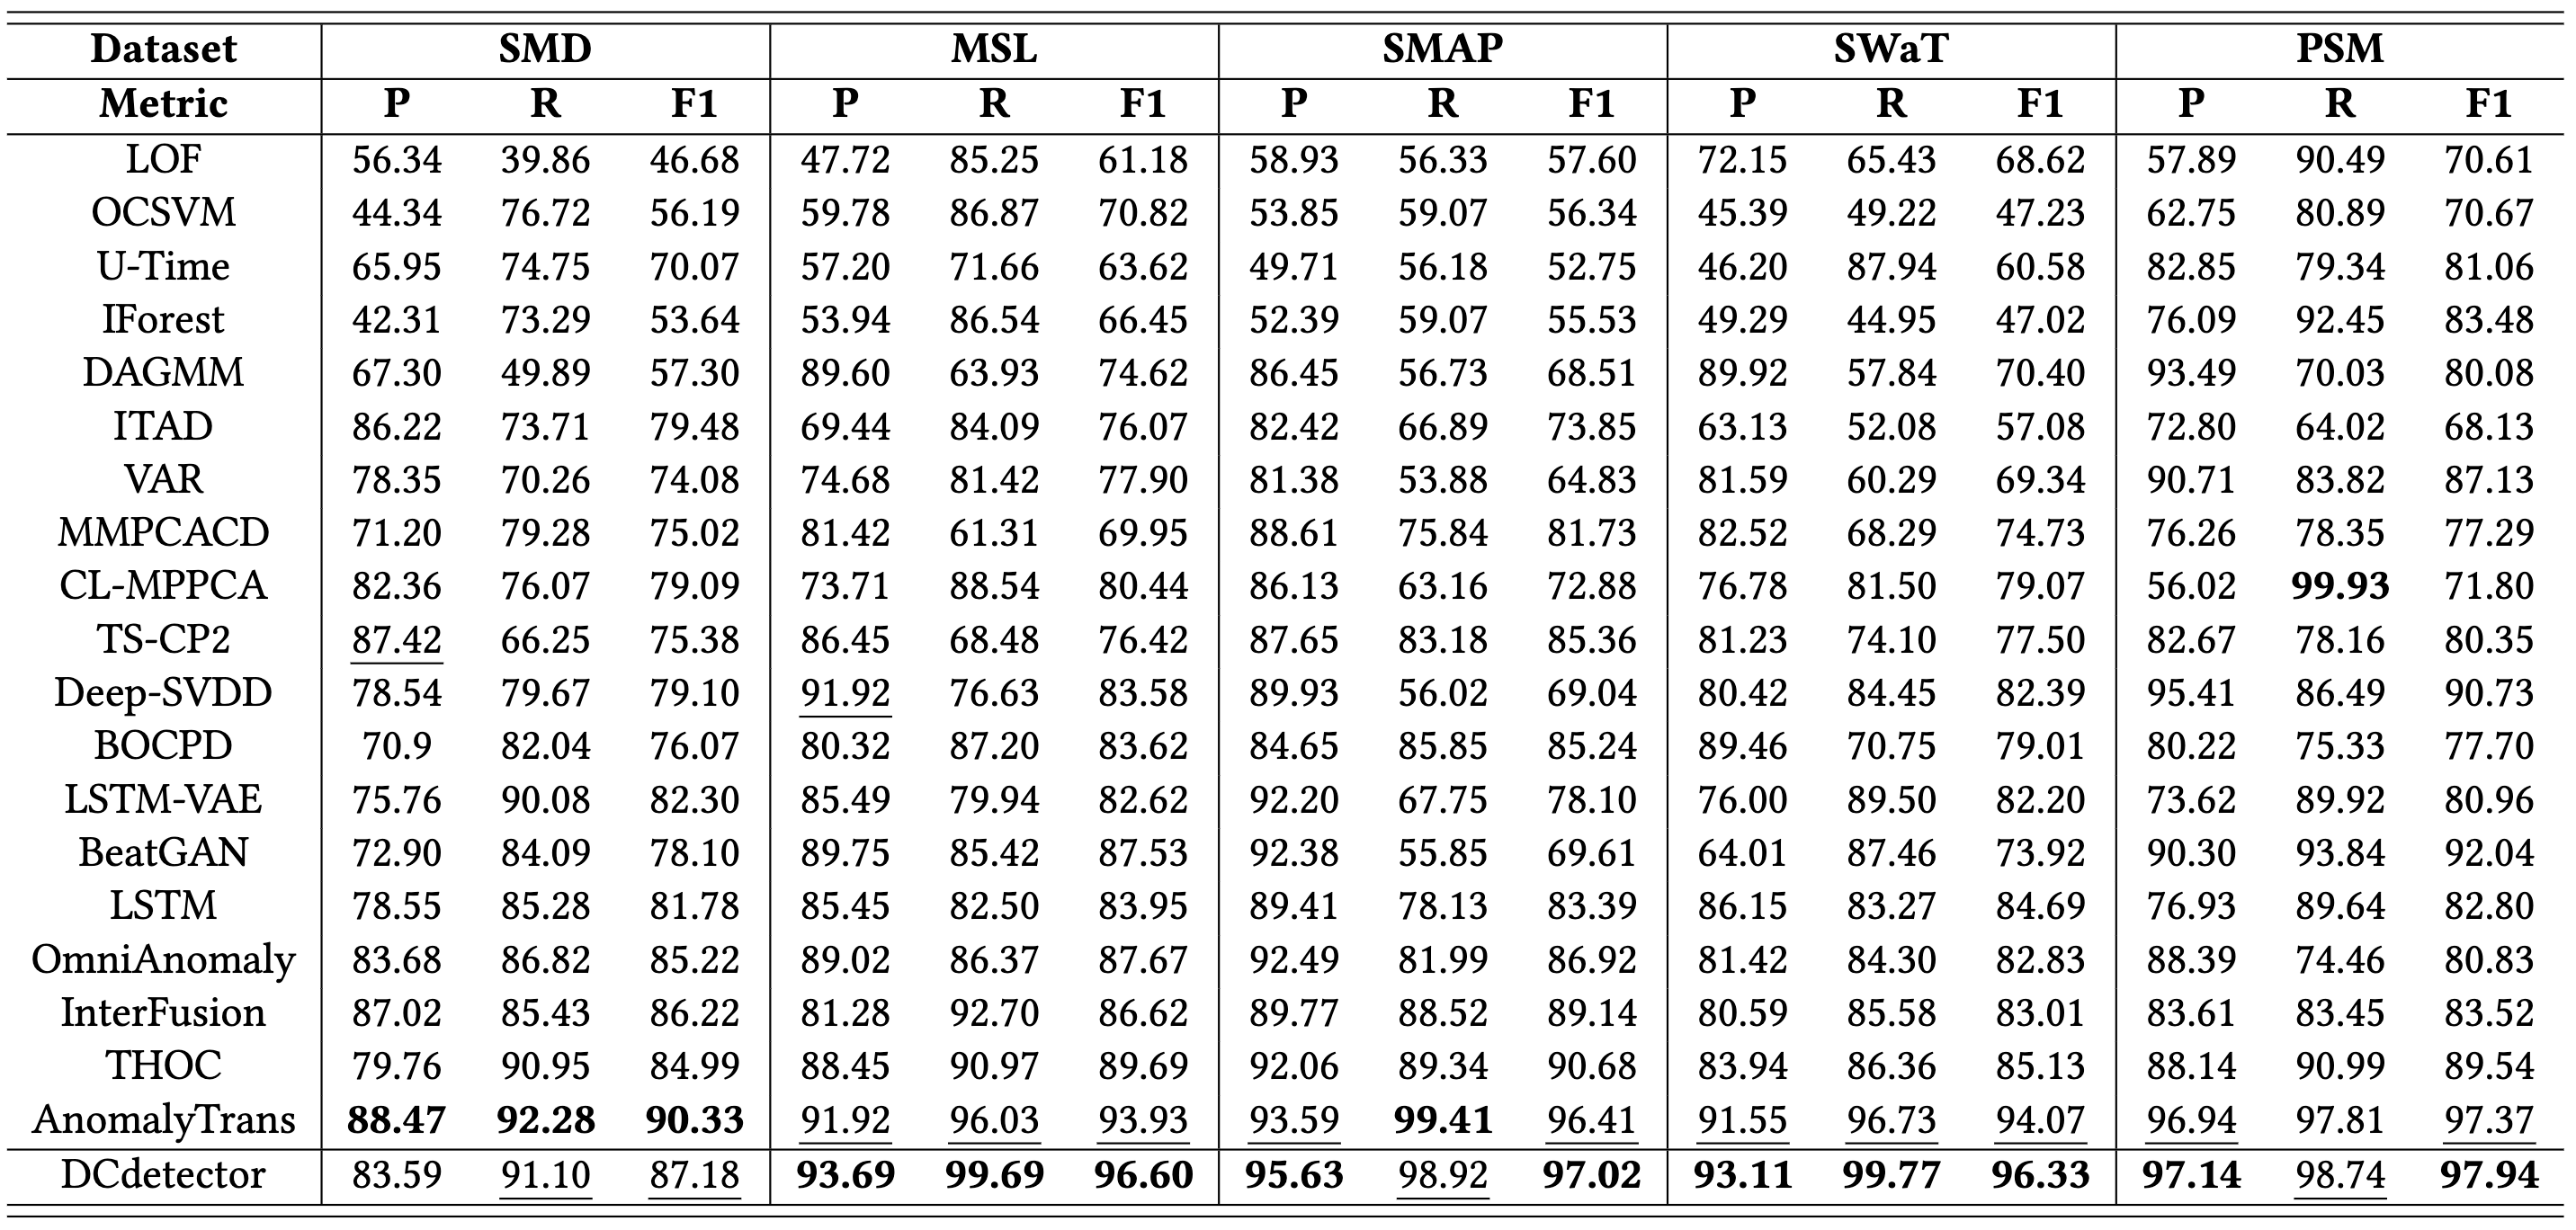 Dataset SMD MSL SMAP SWaT PSM
Metric P R F1 P R F1 P R F1 P R F1 P R F1
LOF 56.34 39.86 46.68 47.72 85.25 61.18 58.93 56.33 57.60 72.15 65.43 68.62 57.89 90.49 70.61
OCSVM 44.34 76.72 56.19 59.78 86.87 70.82 53.85 59.07 56.34 45.39 49.22 47.23 62.75 80.89 70.67
U-Time 65.95 74.75 70.07 57.20 71.66 63.62 49.71 56.18 52.75 46.20 87.94 60.58 82.85 79.34 81.06
IForest 42.31 73.29 53.64 53.94 86.54 66.45 52.39 59.07 55.53 49.29 44.95 47.02 76.09 92.45 83.48
DAGMM 67.30 49.89 57.30 89.60 63.93 74.62 86.45 56.73 68.51 89.92 57.84 70.40 93.49 70.03 80.08
ITAD 86.22 73.71 79.48 69.44 84.09 76.07 82.42 66.89 73.85 63.13 52.08 57.08 72.80 64.02 68.13
VAR 78.35 70.26 74.08 74.68 81.42 77.90 81.38 53.88 64.83 81.59 60.29 69.34 90.71 83.82 87.13
MMPCACD 71.20 79.28 75.02 81.42 61.31 69.95 88.61 75.84 81.73 82.52 68.29 74.73 76.26 78.35 77.29
CL-MPPCA 82.36 76.07 79.09 73.71 88.54 80.44 86.13 63.16 72.88 76.78 81.50 79.07 56.02 99.93 71.80
TS-CP2 87.42 66.25 75.38 86.45 68.48 76.42 87.65 83.18 85.36 81.23 74.10 77.50 82.67 78.16 80.35
Deep-SVDD 78.54 79.67 79.10 91.92 76.63 83.58 89.93 56.02 69.04 80.42 84.45 82.39 95.41 86.49 90.73
BOCPD 70.9 82.04 76.07 80.32 87.20 83.62 84.65 85.85 85.24 89.46 70.75 79.01 80.22 75.33 77.70
LSTM-VAE 75.76 90.08 82.30 85.49 79.94 82.62 92.20 67.75 78.10 76.00 89.50 82.20 73.62 89.92 80.96
BeatGAN 72.90 84.09 78.10 89.75 85.42 87.53 92.38 55.85 69.61 64.01 87.46 73.92 90.30 93.84 92.04
LSTM 78.55 85.28 81.78 85.45 82.50 83.95 89.41 78.13 83.39 86.15 83.27 84.69 76.93 89.64 82.80
OmniAnomaly 83.68 86.82 85.22 89.02 86.37 87.67 92.49 81.99 86.92 81.42 84.30 82.83 88.39 74.46 80.83
InterFusion 87.02 85.43 86.22 81.28 92.70 86.62 89.77 88.52 89.14 80.59 85.58 83.01 83.61 83.45 83.52
THOC 79.76 90.95 84.99 88.45 90.97 89.69 92.06 89.34 90.68 83.94 86.36 85.13 88.14 90.99 89.54
AnomalyTrans 88.47 92.28 90.33 91.92 96.03 93.93 93.59 99.41 96.41 91.55 96.73 94.07 96.94 97.81 97.37
DCdetector 83.59 91.10 87.18 93.69 99.69 96.60 95.63 98.92 97.02 93.11 99.77 96.33 97.14 98.74 97.94